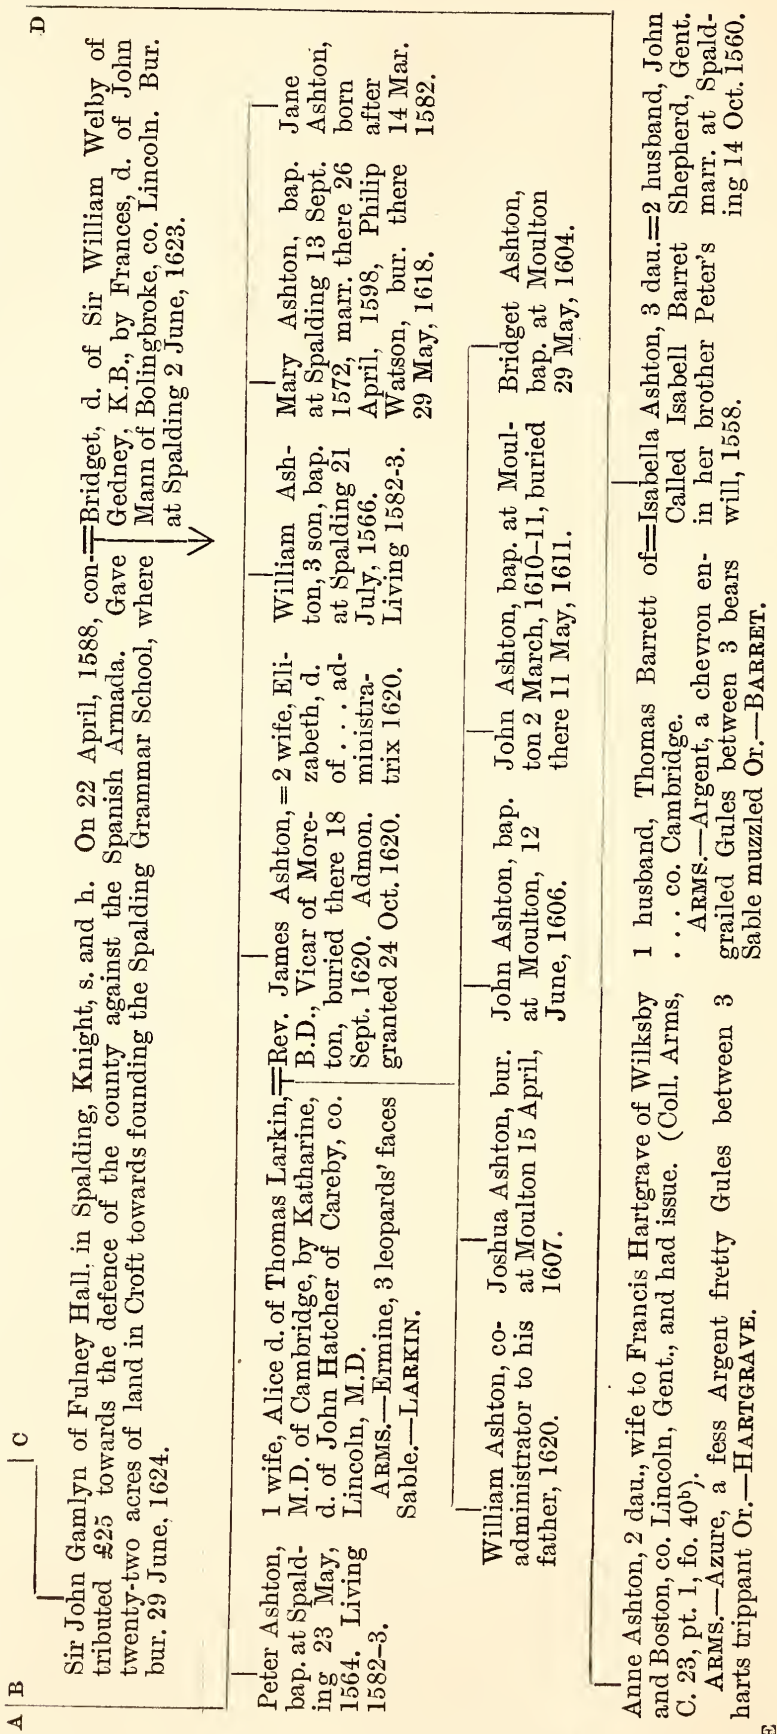 A | B
C
D
Sir John Gamlyn of Fulney Hall, in Spalding, Knight, s. and h. On 22 April, 1588, con-
tributed £25 towards the defence of the county against the Spanish Armada. Gave
twenty-two acres of land in Croft towards founding the Spalding Grammar School, where
bur. 29 June, 1624.
=Bridget, d. of Sir William Welby of
Gedney, K.B., by Frances, d. of John
Mann of Bolingbroke, co. Lincoln. Bur.
at Spalding 2 June, 1623.
Peter Ashton,
bap. at Spald-
ing 23 May,
1564. Living
1582-3.
1 wife, Alice d. of Thomas Larkin,
M.D. of Cambridge, by Katharine,
d. of John Hatcher of Careby, co.
Lincoln, M.D.
ARMS.—Ermine, 3 leopards' faces
Sable.—LARKIN.
=Rev. James Ashton,
B.D., Vicar of More-
ton, buried there 18
Sept. 1620. Admon.
granted 24 Oct. 1620.
=2 wife, Eli-
zabeth, d.
of . . . ad-
ministra-
trix 1620.
William Ash-
ton, 3 son, bap.
at Spalding 21
July, 1566.
Living 1582-3.
Mary Ashton, bap.
at Spalding 13 Sept.
1572, marr. there 26
April, 1598, Philip
Watson, bur. there
29 May, 1618.
Jane
Ashton,
born
after
14 Mar.
1582.
William Ashton, co-
administrator to his
father, 1620.
Joshua Ashton, bur.
at Moulton 15 April,
1607.
John Ashton, bap.
at Moulton, 12
June, 1606.
John Ashton, bap. at Moul-
ton 2 March, 1610-11, buried
there 11 May, 1611.
Bridget Ashton,
bap. at Moulton
29 May, 1604.
Anne Ashton, 2 dau., wife to Francis Hartgrave of Wilksby
and Boston, co. Lincoln, Gent., and had issue. (Coll. Arms,
C. 23, pt. 1, fo. 40b).
ARMS.—Azure, a fess Argent fretty Gules between 3
harts trippant Or.—HARTGRAVE.
1 husband, Thomas Barrett of
. . . co. Cambridge.
ARMS.—Argent, a chevron en-
grailed Gules between 3 bears
Sable muzzled Or.—BARRET.
=Isabella Ashton, 3 dau.
Called Isabell Barret
in her brother Peter's
will, 1558.
=2 husband, John
Shepherd, Gent.
marr. at Spald-
ing 14 Oct. 1560.
E